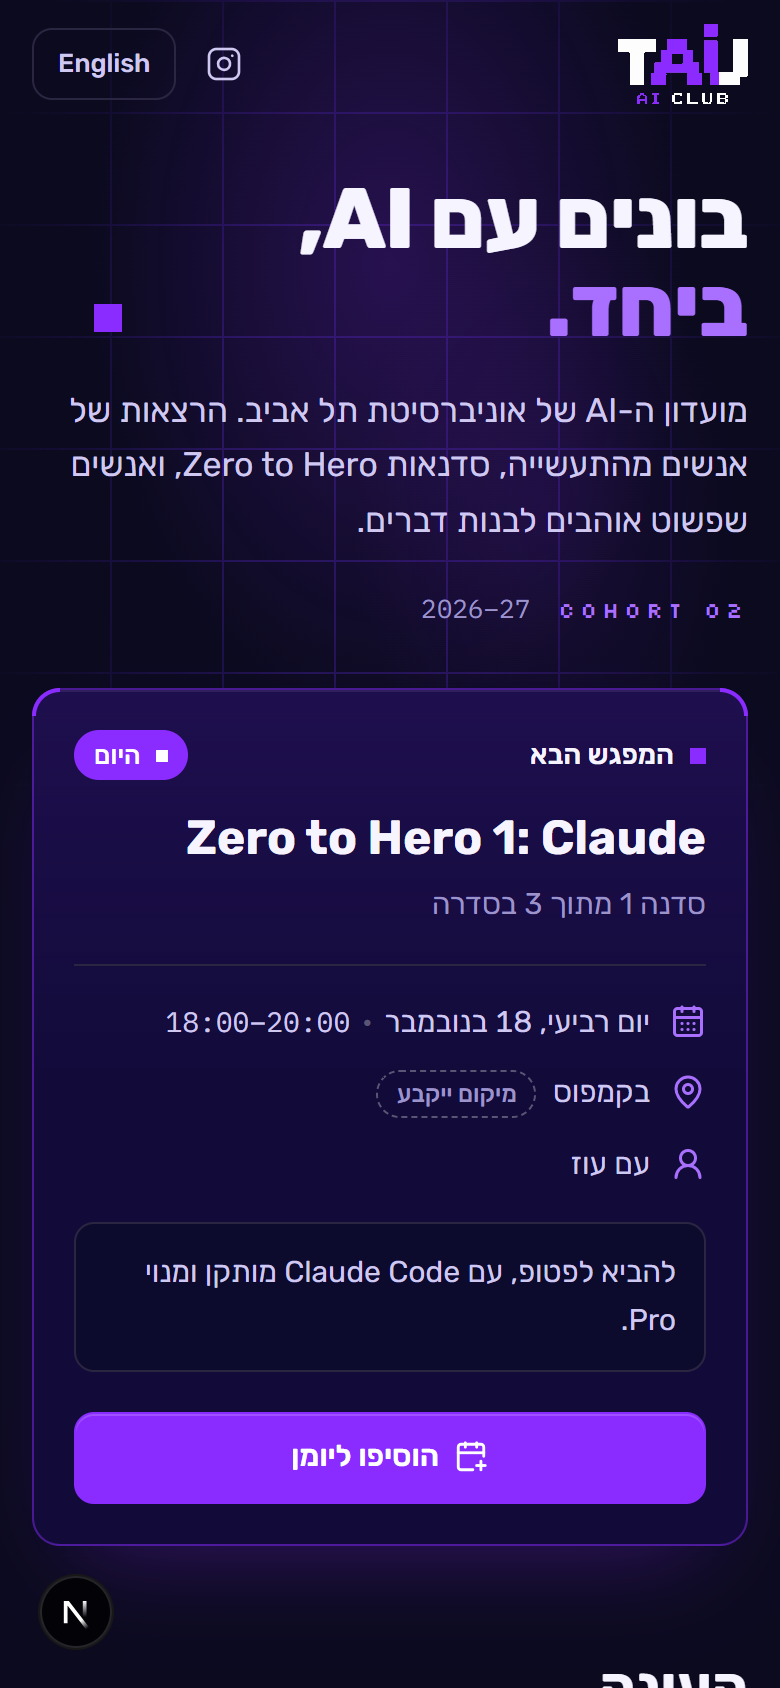 English
TAiU
AI CLUB
בונים עם AI,
ביחד.
מועדון ה-AI של אוניברסיטת תל אביב. הרצאות של
אנשים מהתעשייה, סדנאות Zero to Hero, ואנשים
שפשוט אוהבים לבנות דברים.
COHORT 02 2026–27
המפגש הבא
היום
Zero to Hero 1: Claude
סדנה 1 מתוך 3 בסדרה
יום רביעי, 18 בנובמבר • 18:00–20:00
בקמפוס מיקום ייקבע
עם עוז
להביא לפטופ, עם Claude Code מותקן ומנוי
Pro.
הוסיפו ליומן
N